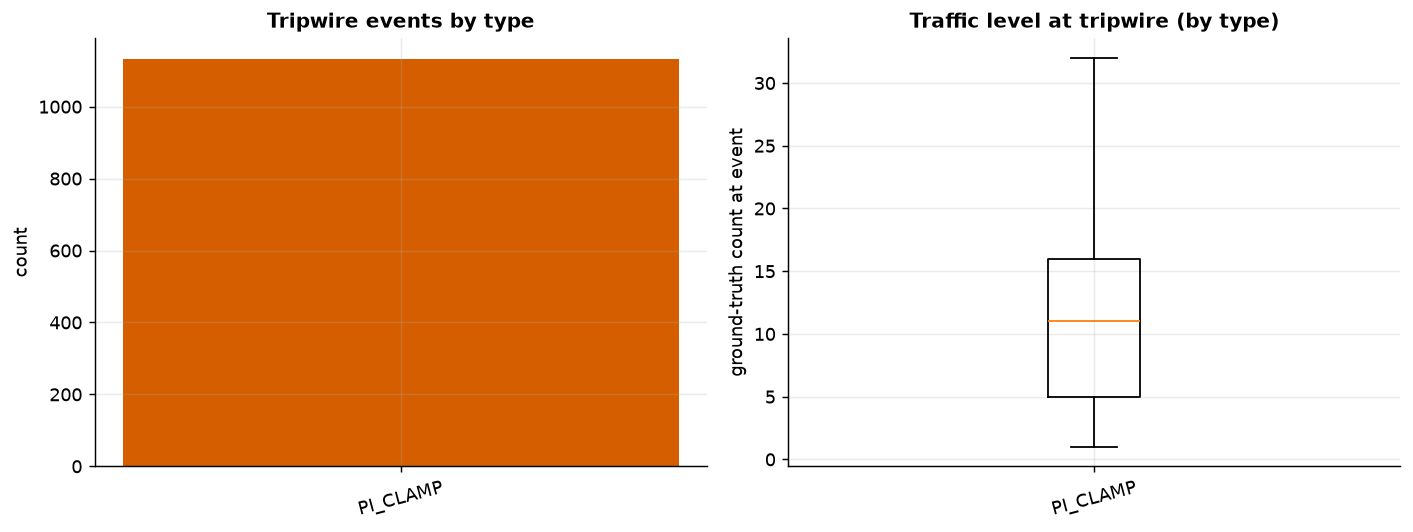 Tripwire events by type
count
1000
800
600
400
200
0
PI_CLAMP
Traffic level at tripwire (by type)
ground-truth count at event
30
25
20
15
10
5
0
PI_CLAMP